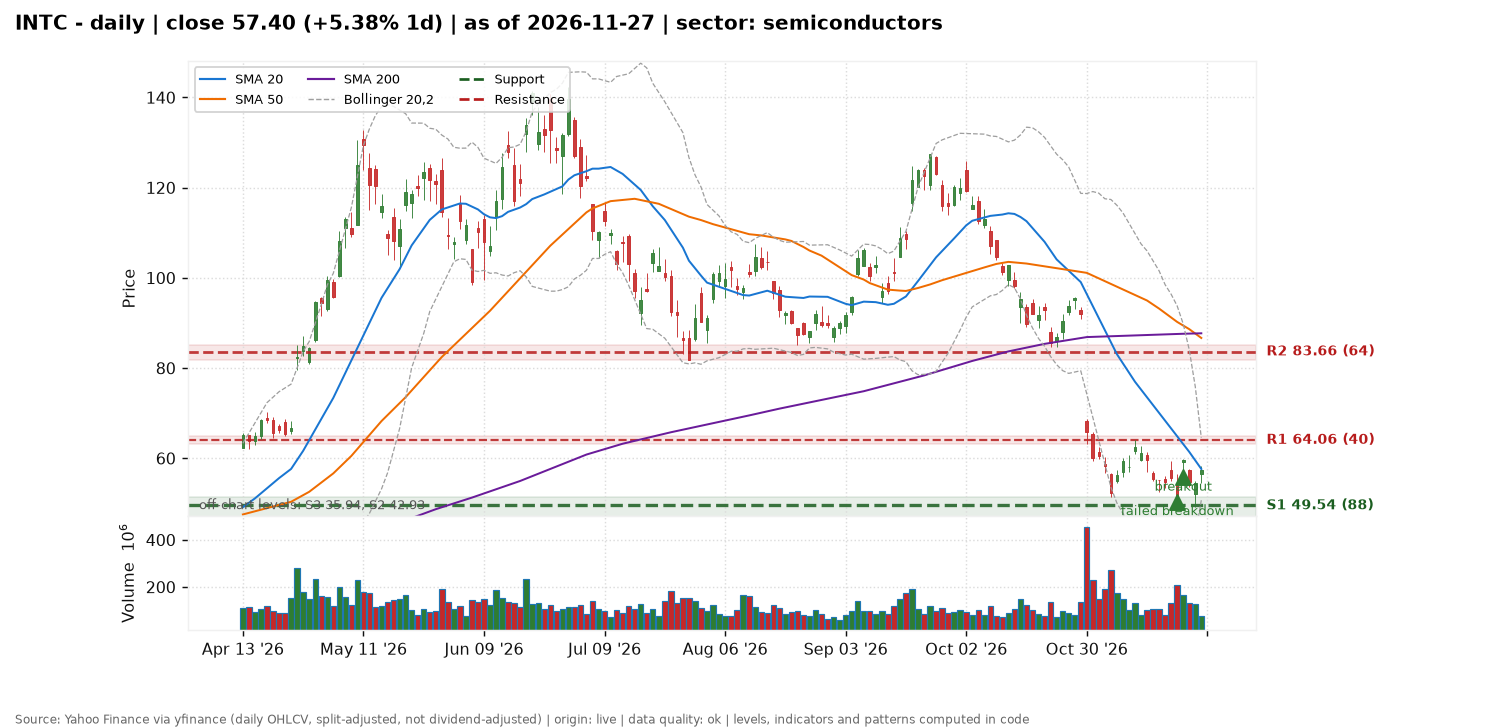 INTC - daily | close 57.40 (+5.38% 1d) | as of 2026-11-27 | sector: semiconductors
SMA 20
SMA 50
SMA 200
Bollinger 20,2
Support
Resistance
Price
140
120
100
80
60
R2 83.66 (64)
R1 64.06 (40)
S1 49.54 (88)
off-chart levels: S3 35.94, S2 42.93
breakout
failed breakdown
Volume 10⁶
400
200
Apr 13 '26
May 11 '26
Jun 09 '26
Jul 09 '26
Aug 06 '26
Sep 03 '26
Oct 02 '26
Oct 30 '26
Source: Yahoo Finance via yfinance (daily OHLCV, split-adjusted, not dividend-adjusted) | origin: live | data quality: ok | levels, indicators and patterns computed in code